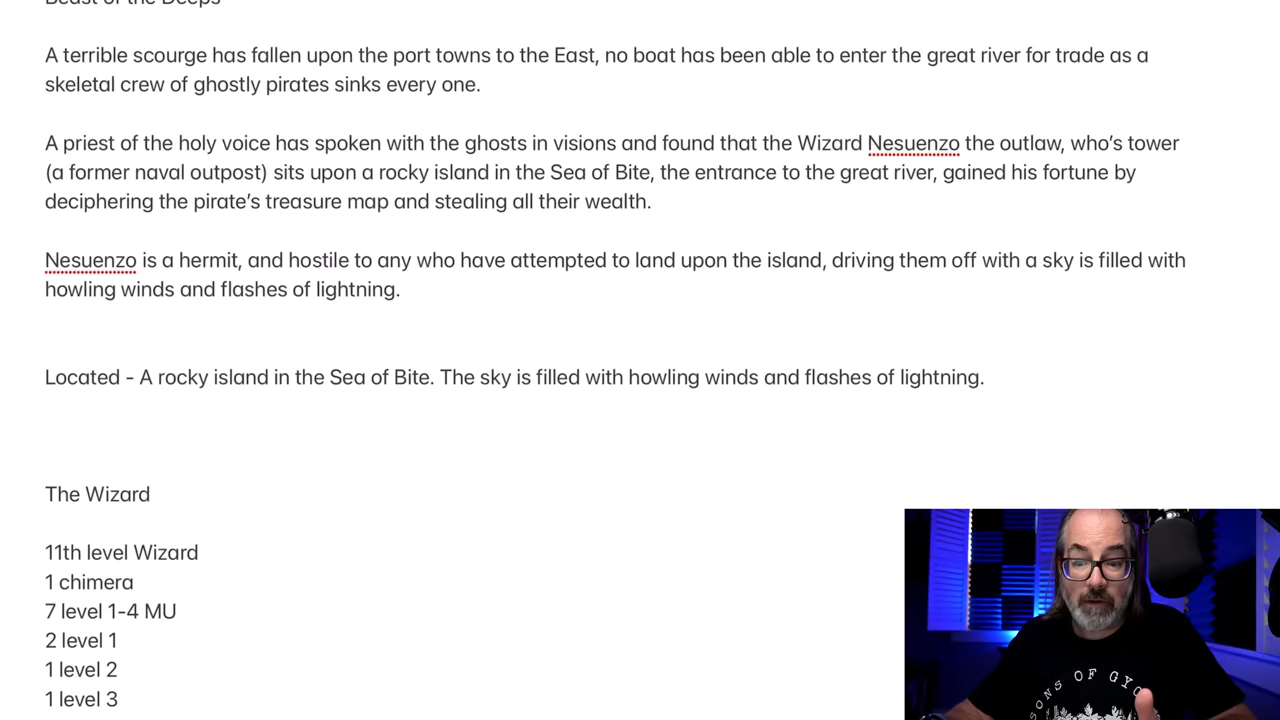 Beast of the Deeps
A terrible scourge has fallen upon the port towns to the East, no boat has been able to enter the great river for trade as a
skeletal crew of ghostly pirates sinks every one.
A priest of the holy voice has spoken with the ghosts in visions and found that the Wizard Nesuenzo the outlaw, who's tower
(a former naval outpost) sits upon a rocky island in the Sea of Bite, the entrance to the great river, gained his fortune by
deciphering the pirate's treasure map and stealing all their wealth.
Nesuenzo is a hermit, and hostile to any who have attempted to land upon the island, driving them off with a sky is filled with
howling winds and flashes of lightning.
Located - A rocky island in the Sea of Bite. The sky is filled with howling winds and flashes of lightning.
The Wizard
11th level Wizard
1 chimera
7 level 1-4 MU
2 level 1
1 level 2
1 level 3
OF